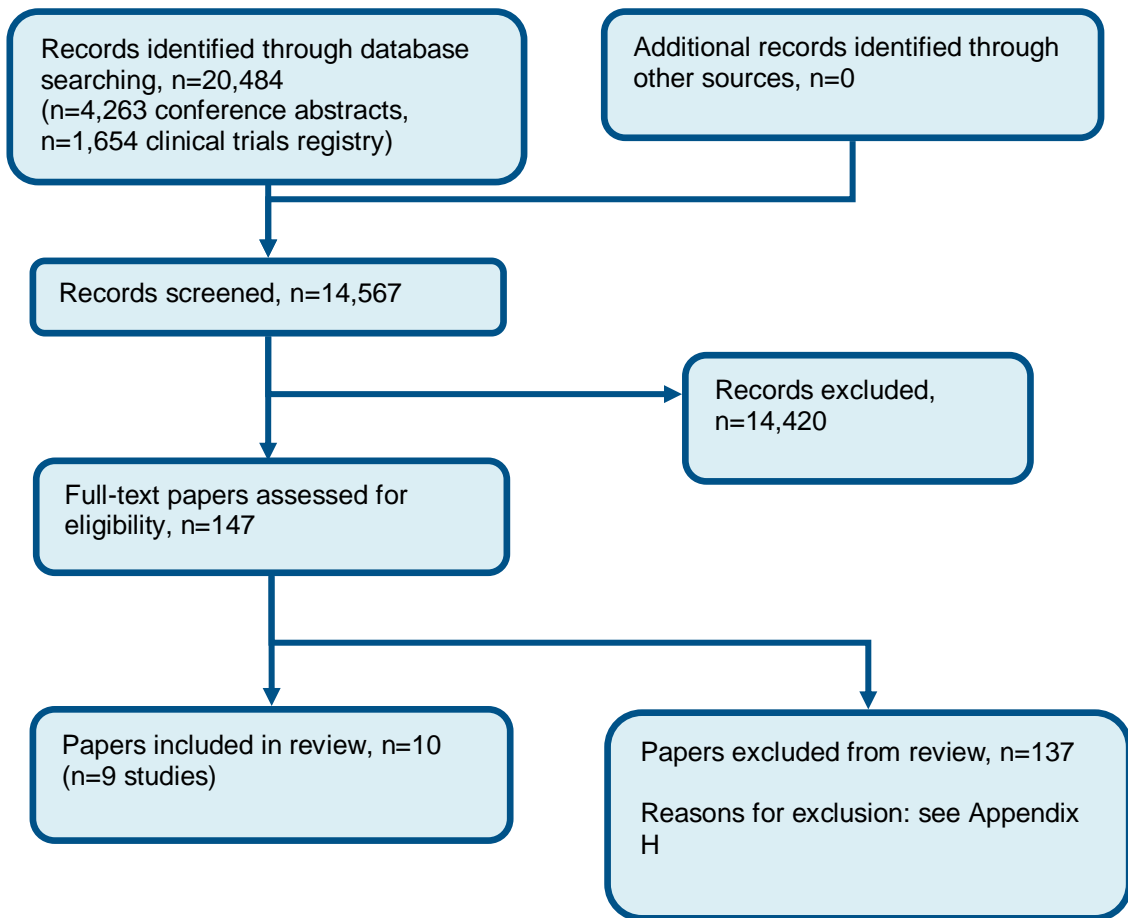 Records identified through database
searching, n=20,484
(n=4,263 conference abstracts,
n=1,654 clinical trials registry)
Additional records identified through
other sources, n=0
Records screened, n=14,567
Records excluded,
n=14,420
Full-text papers assessed for
eligibility, n=147
Papers included in review, n=10
(n=9 studies)
Papers excluded from review, n=137
Reasons for exclusion: see Appendix
H